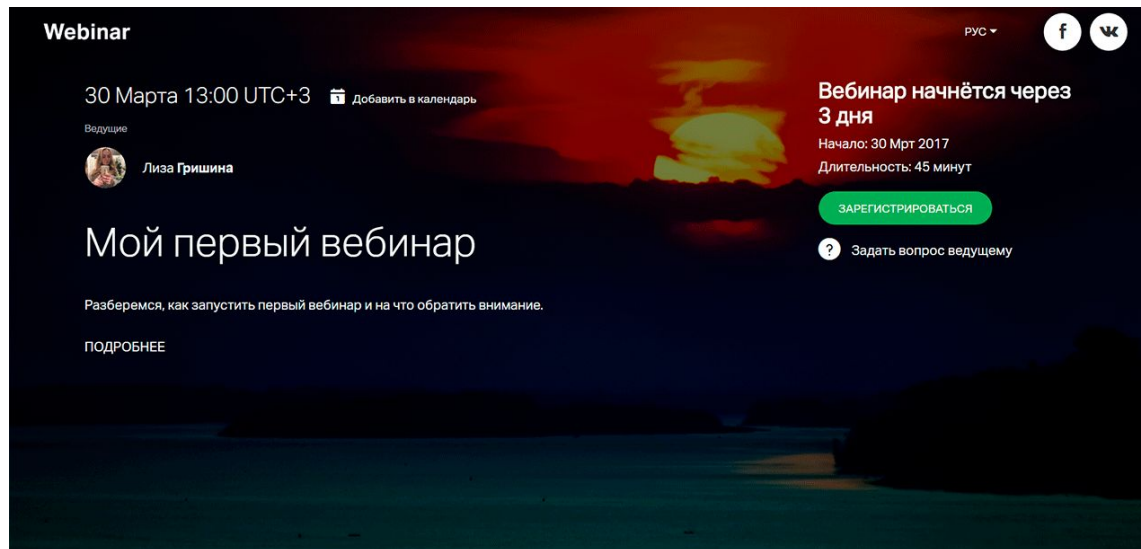 Webinar
РУС
30 Марта 13:00 UTC+3
Добавить в календарь
Ведущие
Лиза Гришина
Мой первый вебинар
Разберемся, как запустить первый вебинар и на что обратить внимание.
ПОДРОБНЕЕ
Вебинар начнётся через
3 дня
Начало: 30 Мрт 2017
Длительность: 45 минут
ЗАРЕГИСТРИРОВАТЬСЯ
? Задать вопрос ведущему